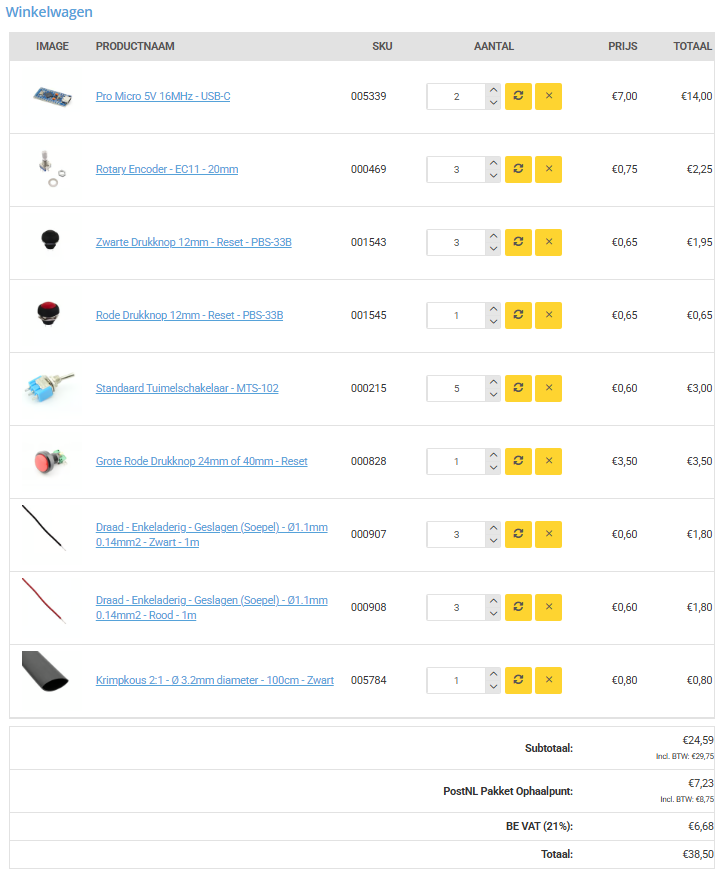 Winkelwagen
IMAGE PRODUCTNAAM SKU AANTAL PRIJS TOTAAL
Pro Micro 5V 16MHz - USB-C 005339 2 €7,00 €14,00
Rotary Encoder - EC11 - 20mm 000469 3 €0,75 €2,25
Zwarte Drukknop 12mm - Reset - PBS-33B 001543 3 €0,65 €1,95
Rode Drukknop 12mm - Reset - PBS-33B 001545 1 €0,65 €0,65
Standaard Tuimelschakelaar - MTS-102 000215 5 €0,60 €3,00
Grote Rode Drukknop 24mm of 40mm - Reset 000828 1 €3,50 €3,50
Draad - Enkeladerig - Geslagen (Soepel) - Ø1.1mm
0.14mm2 - Zwart - 1m 000907 3 €0,60 €1,80
Draad - Enkeladerig - Geslagen (Soepel) - Ø1.1mm
0.14mm2 - Rood - 1m 000908 3 €0,60 €1,80
Krimpkous 2:1 - Ø 3.2mm diameter - 100cm - Zwart 005784 1 €0,80 €0,80
Subtotaal: €24,59
Incl. BTW: €29,75
PostNL Pakket Ophaalpunt: €7,23
Incl. BTW: €8,75
BE VAT (21%): €6,68
Totaal: €38,50